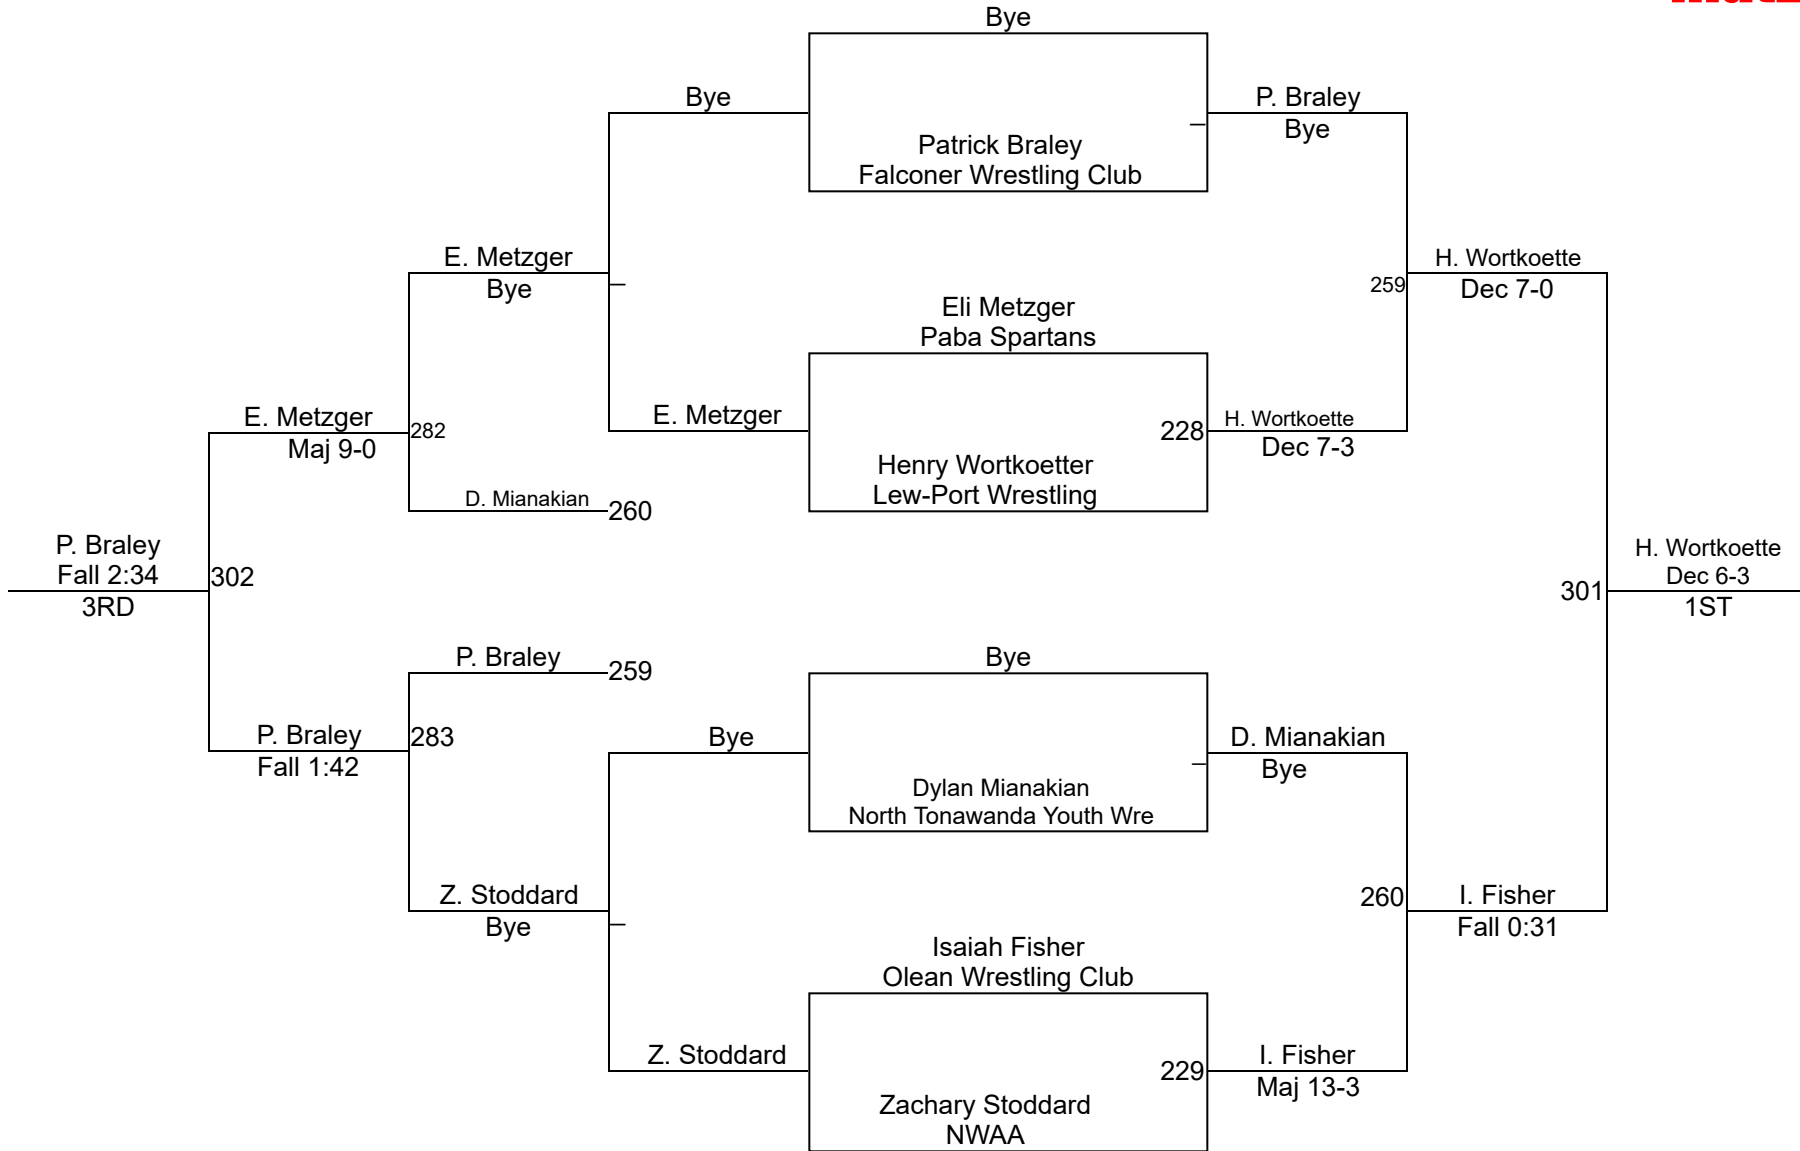 Bye
Bye
P. Braley
Bye
Patrick Braley
Falconer Wrestling Club
E. Metzger
Bye
H. Wortkoette
Dec 7-0
259
Eli Metzger
Paba Spartans
E. Metzger
Maj 9-0
282
E. Metzger
228
H. Wortkoette
Dec 7-3
Henry Wortkoetter
Lew-Port Wrestling
D. Mianakian
260
P. Braley
Fall 2:34
3RD
302
301
H. Wortkoette
Dec 6-3
1ST
P. Braley
259
Bye
P. Braley
Fall 1:42
283
Bye
D. Mianakian
Bye
Dylan Mianakian
North Tonawanda Youth Wre
Z. Stoddard
Bye
260
I. Fisher
Fall 0:31
Isaiah Fisher
Olean Wrestling Club
Z. Stoddard
229
I. Fisher
Maj 13-3
Zachary Stoddard
NWAA